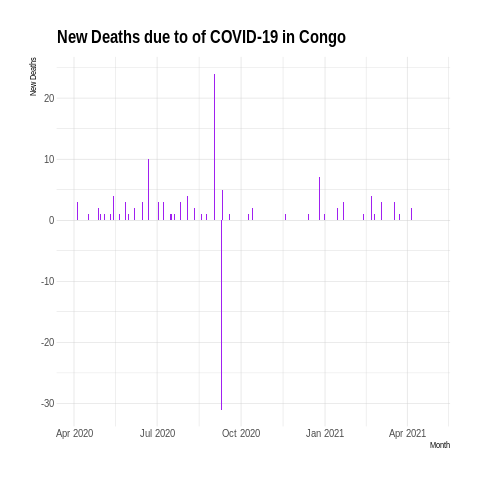 New Deaths due to of COVID-19 in Congo
New Deaths
20
10
0
-10
-20
-30
Apr 2020 Jul 2020 Oct 2020 Jan 2021 Apr 2021
Month